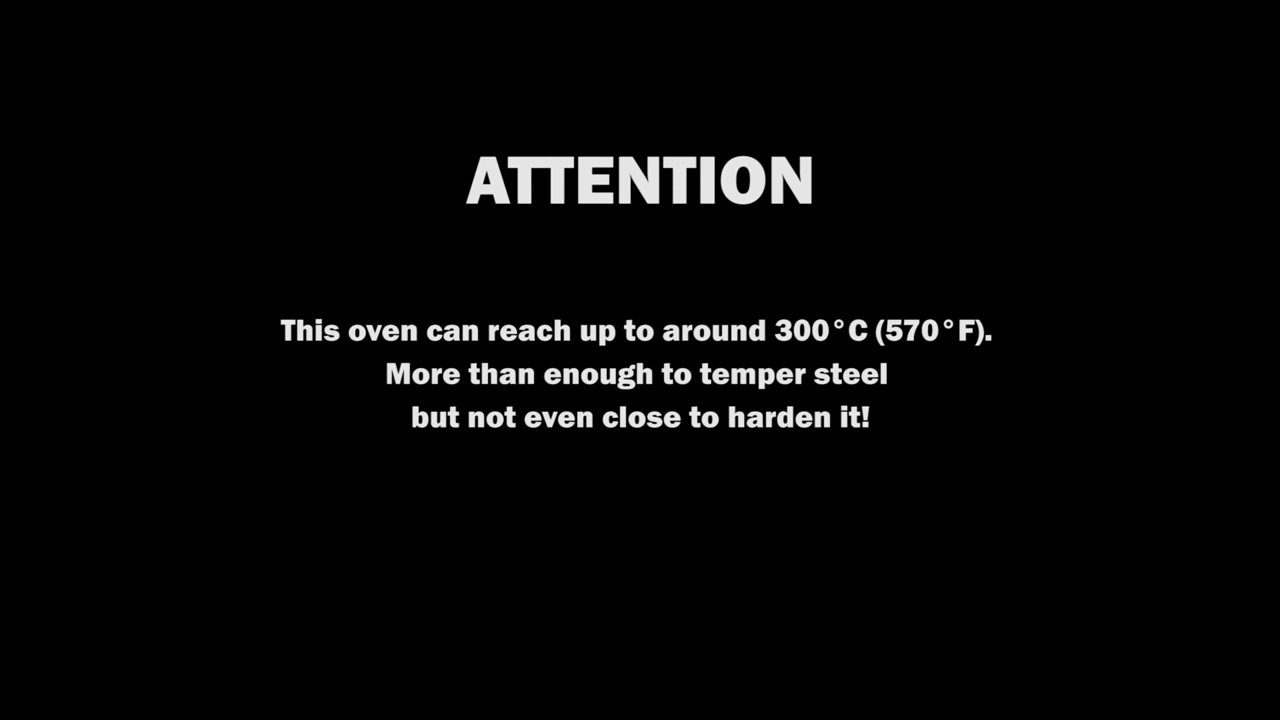 ATTENTION
This oven can reach up to around 300°C (570°F).
More than enough to temper steel
but not even close to harden it!